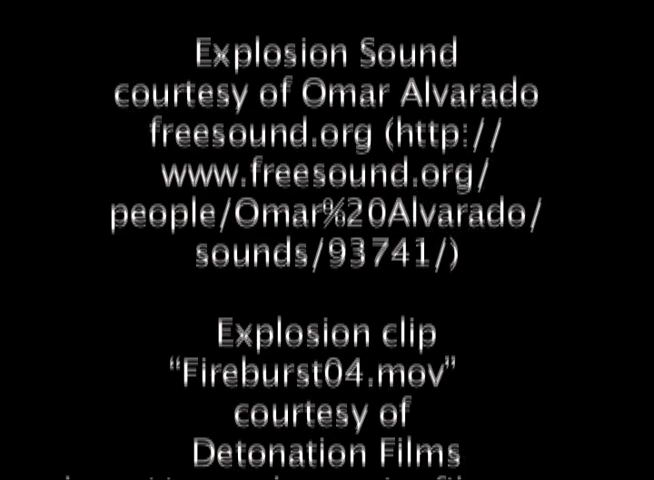 Explosion Sound
courtesy of Omar Alvarado
freesound.org (http://
www.freesound.org/
people/Omar%20Alvarado/
sounds/93741/)
Explosion clip
“Fireburst04.mov”
courtesy of
Detonation Films